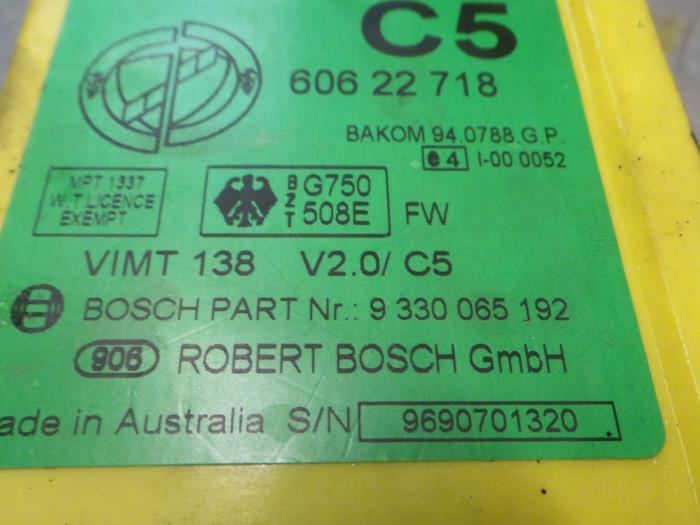 C5
606 22 718
BAKOM 94.0788.G.P.
e4 I-00 0052
MPT 1337
W.T.LICENCE
EXEMPT
BZT G750
508E FW
VIMT 138 V2.0/ C5
BOSCH PART Nr.: 9 330 065 192
906 ROBERT BOSCH GmbH
ade in Australia S/N 9690701320